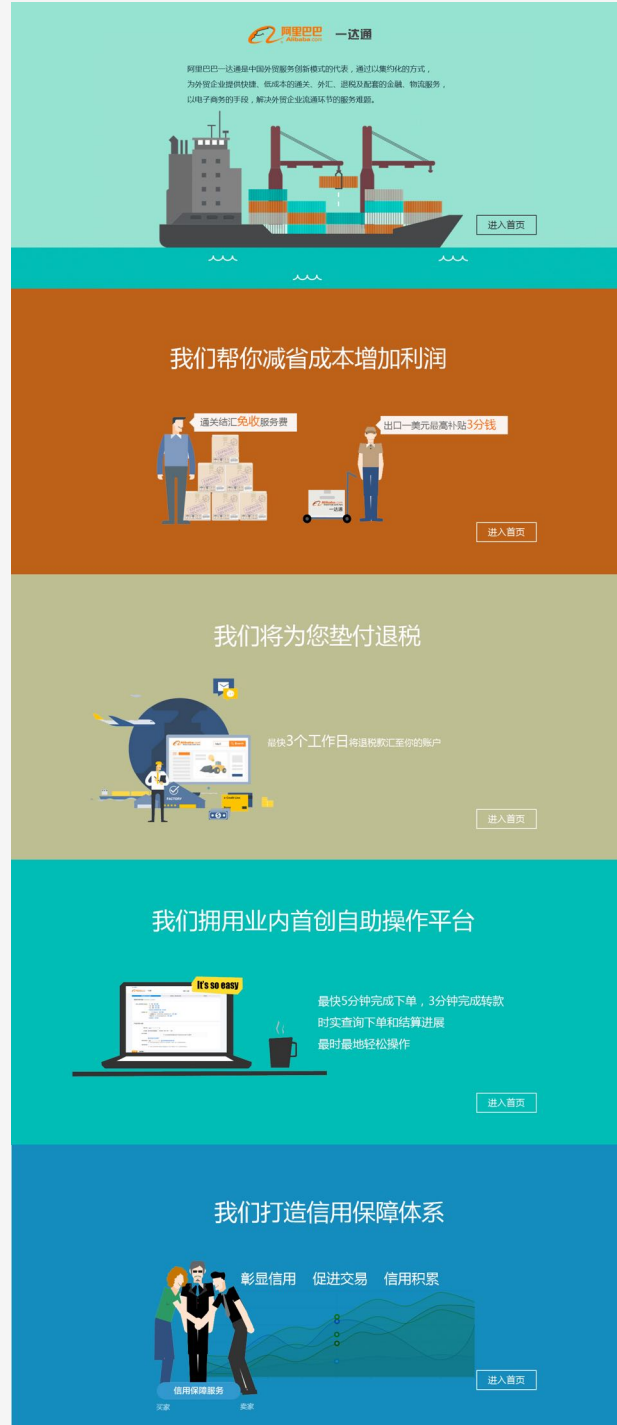 阿里巴巴 一达通
Alibaba.com
阿里巴巴一达通是中国外贸服务创新模式的代表，通过以集约化的方式，
为外贸企业提供快捷、低成本的通关、外汇、退税及配套的金融、物流服务，
以电子商务的手段，解决外贸企业流通环节的服务难题。
进入首页
我们帮你减省成本增加利润
通关结汇免收服务费
出口一美元最高补贴3分钱
一达通
进入首页
我们将为您垫付退税
最快3个工作日将退税款汇至你的账户
FACTORY
进入首页
我们拥用业内首创自助操作平台
It's so easy
最快5分钟完成下单，3分钟完成转款
时实查询下单和结算进展
最时最地轻松操作
进入首页
我们打造信用保障体系
彰显信用 促进交易 信用积累
进入首页
信用保障服务
买家 卖家